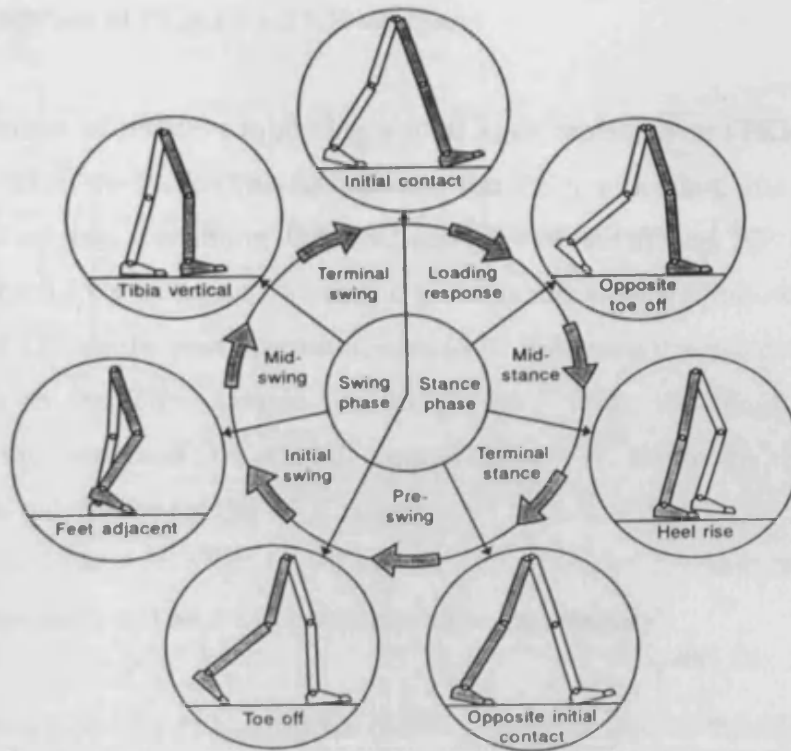 Initial contact
Tibia vertical
Terminal
swing
Loading
response
Opposite
toe off
Mid-
swing
Swing
phase
Stance
phase
Mid-
stance
Initial
swing
Pre-
swing
Terminal
stance
Feet adjacent
Heel rise
Toe off
Opposite initial
contact